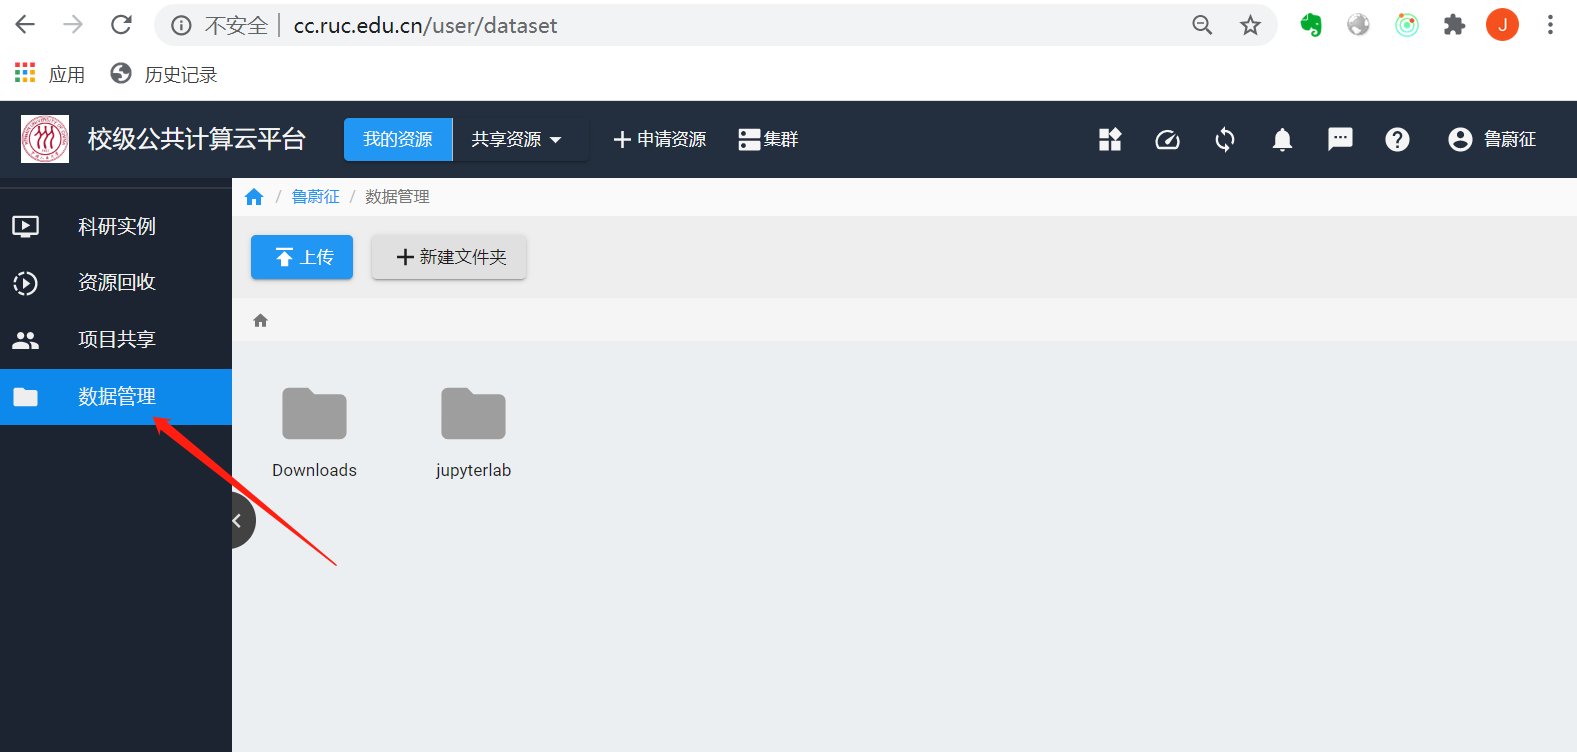 不安全 cc.ruc.edu.cn/user/dataset J
应用 历史记录
校级公共计算云平台 我的资源 共享资源 申请资源 集群 鲁蔚征
/ 鲁蔚征 / 数据管理
科研实例
上传 新建文件夹
资源回收
项目共享
数据管理
Downloads jupyterlab